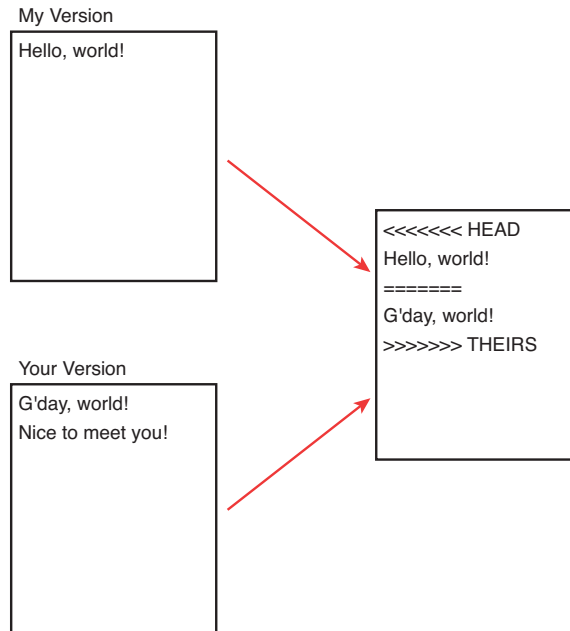 My Version
Hello, world!
<<<<<<< HEAD
Hello, world!
=======
G'day, world!
>>>>>>> THEIRS
Your Version
G'day, world!
Nice to meet you!